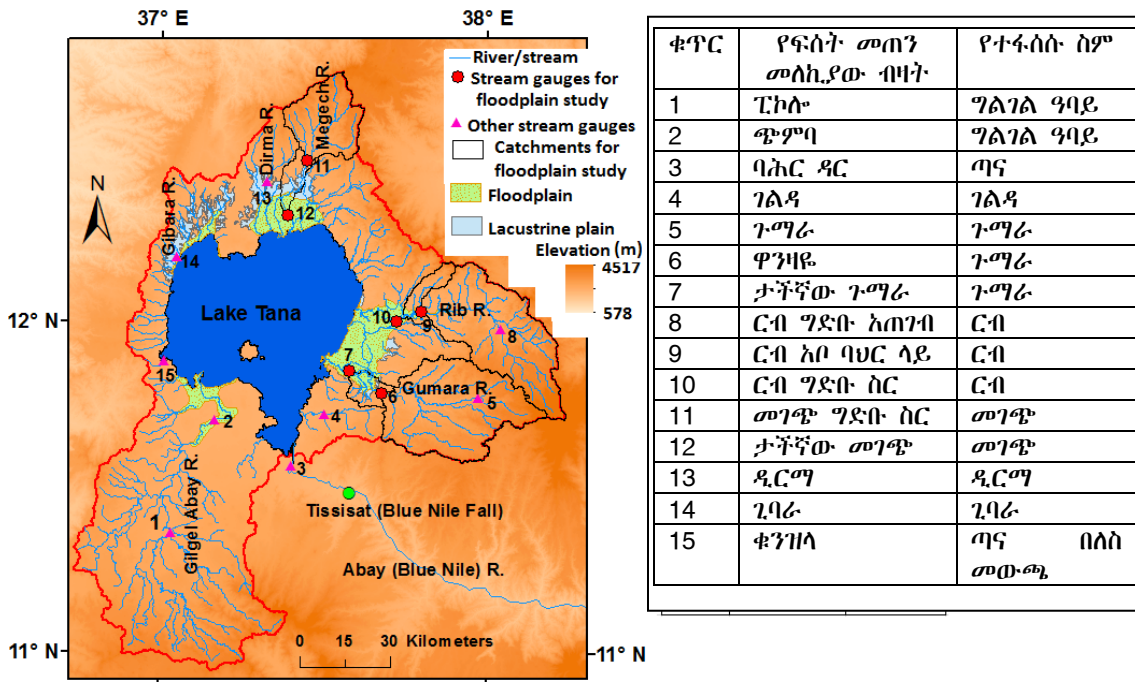 37° E
38° E
River/stream
Stream gauges for
floodplain study
Other stream gauges
Catchments for
floodplain study
Floodplain
Lacustrine plain
Elevation (m)
4517
578
N
Megech R.
Dirma R.
Gibara R.
11
13
12
14
12° N
Lake Tana
10
9
Rib R.
8
7
15
Gumara R.
6
5
4
2
3
Gilgel Abay R.
1
Tissisat (Blue Nile Fall)
Abay (Blue Nile) R.
0 15 30 Kilometers
11° N
11° N
ቁጥር የፍሰት መጠን የተፋሰሱ ስም
መለኪያው ብዛት
1 ፒኮሎ ግልገል ዓባይ
2 ጭምባ ግልገል ዓባይ
3 ባሕር ዳር ጣና
4 ገልዳ ገልዳ
5 ጉማራ ጉማራ
6 ዋንዛዬ ጉማራ
7 ታችኛው ጉማራ ጉማራ
8 ርብ ግድቡ አጠገብ ርብ
9 ርብ አቦ ባህር ላይ ርብ
10 ርብ ግድቡ ስር ርብ
11 መገጭ ግድቡ ስር መገጭ
12 ታችኛው መገጭ መገጭ
13 ዲርማ ዲርማ
14 ጊባራ ጊባራ
15 ቁንዝላ ጣና በለስ
መውጫ